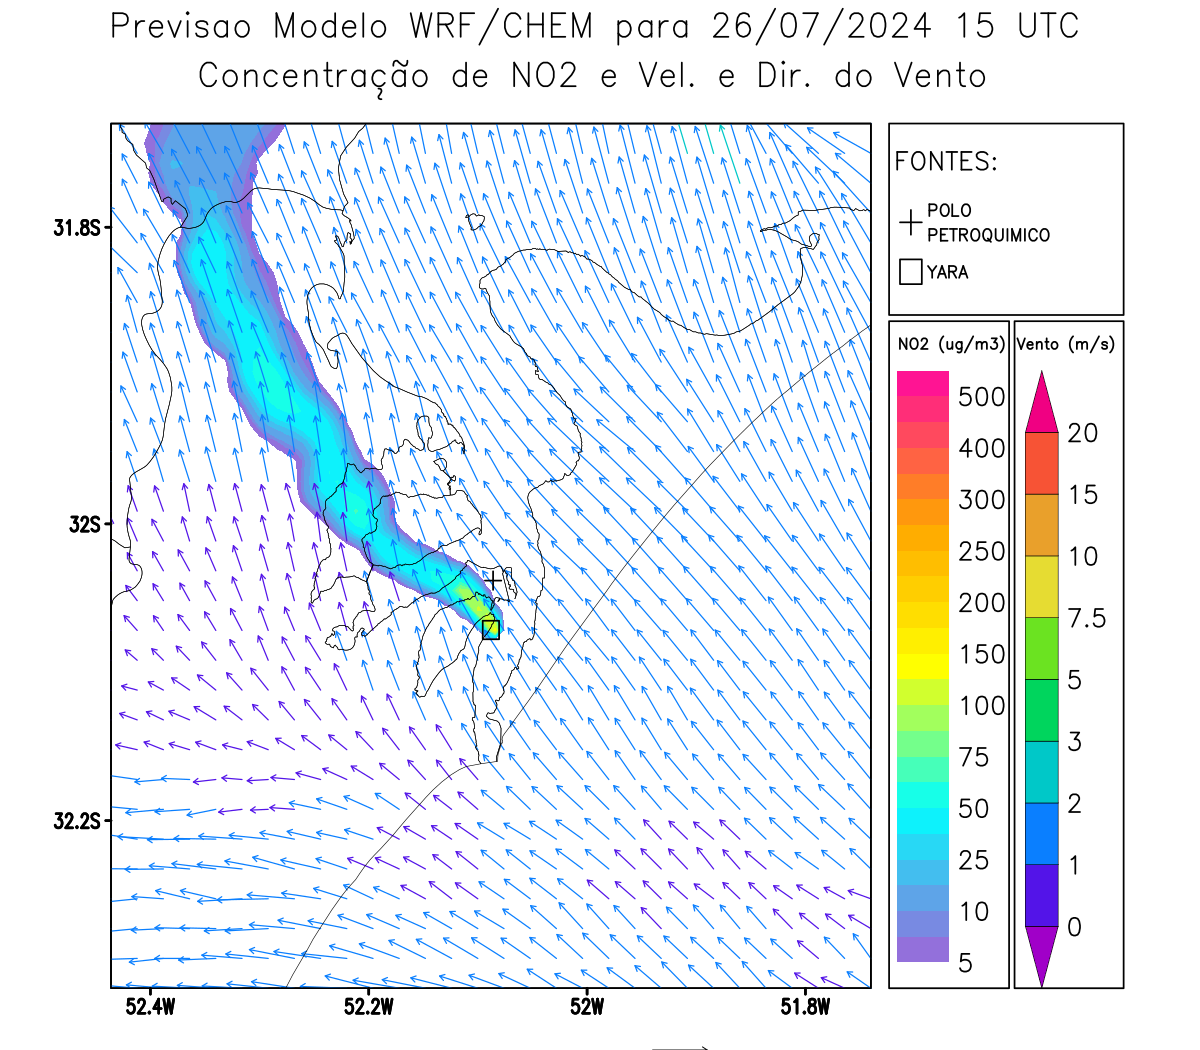 Previsao Modelo WRF/CHEM para 26/07/2024 15 UTC
Concentração de NO2 e Vel. e Dir. do Vento
FONTES:
POLO
PETROQUIMICO
YARA
NO2 (ug/m3)
500
400
300
250
200
150
100
75
50
25
10
5
Vento (m/s)
20
15
10
7.5
5
3
2
1
0
31.8S
32S
32.2S
52.4W
52.2W
52W
51.8W